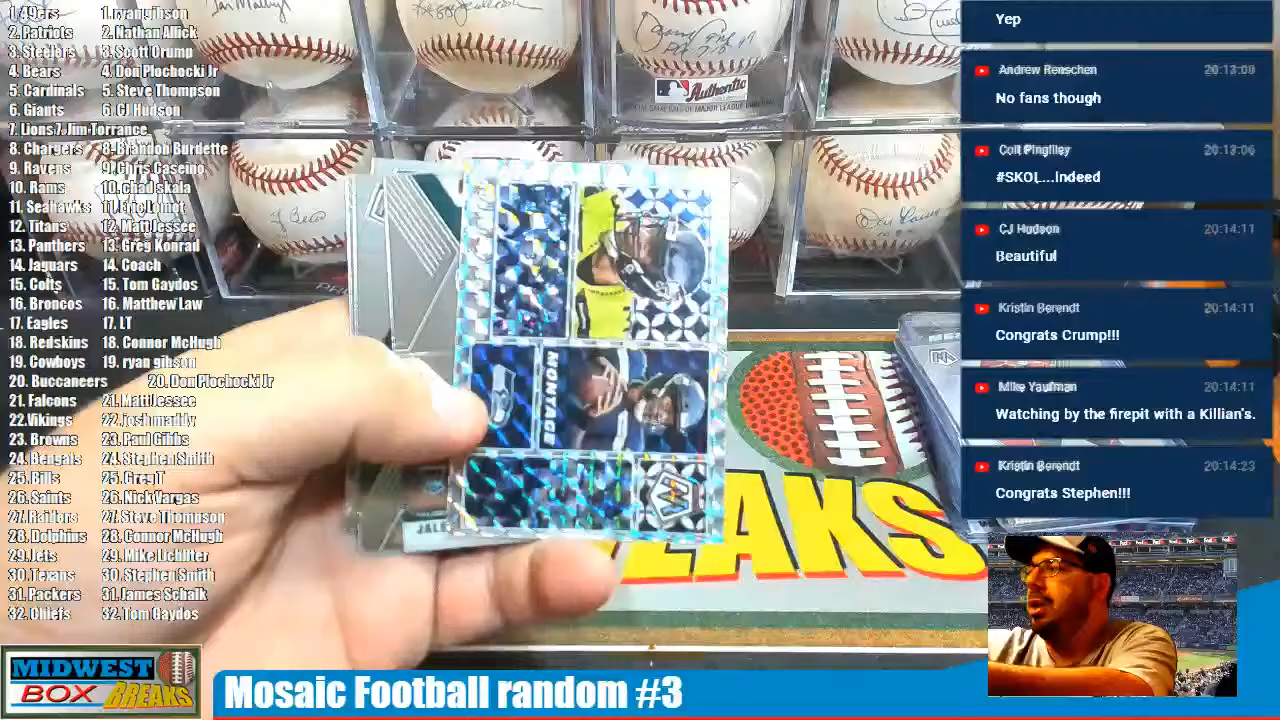 1. 49ers 1. ryan gibson
2. Patriots 2. Nathan Allick
3. Steelers 3. Scott Crump
4. Bears 4. Don Plochocki Jr
5. Cardinals 5. Steve Thompson
6. Giants 6. CJ Hudson
7. Lions 7. Jim Torrance
8. Chargers 8. Brandon Burdette
9. Ravens 9. Chris Caseino
10. Rams 10. chad skala
11. Seahawks 11.
12. Titans 12. Matt Jessee
13. Panthers 13. Greg Konrad
14. Jaguars 14. Coach
15. Colts 15. Tom Gaydos
16. Broncos 16. Matthew Law
17. Eagles 17. LT
18. Redskins 18. Connor McHugh
19. Cowboys 19. ryan gibson
20. Buccaneers 20. Don Plochocki Jr
21. Falcons 21. Matt Jessee
22.Vikings 22. josh maddy
23. Browns 23. Paul Gibbs
24. Bengals 24. Stephen Smith
25. Bills 25. Greg T
26. Saints 26. Nick Vargas
27. Raiders 27. Steve Thompson
28. Dolphins 28. Connor McHugh
29. Jets 29. Mike Lichliter
30. Texans 30. Stephen Smith
31. Packers 31. James Schalk
32. Chiefs 32. Tom Gaydos
Authentic
MONTAGE
JALE
BREAKS
Yep
Andrew Renschen 20:13:00
No fans though
Colt Pingilley 20:13:06
#SKOL...indeed
CJ Hudson 20:14:11
Beautiful
Kristin Berendt 20:14:11
Congrats Crump!!!
Mike Yaufman 20:14:11
Watching by the firepit with a Killian's.
Kristin Berendt 20:14:23
Congrats Stephen!!!
MIDWEST
BOX BREAKS
Mosaic Football random #3